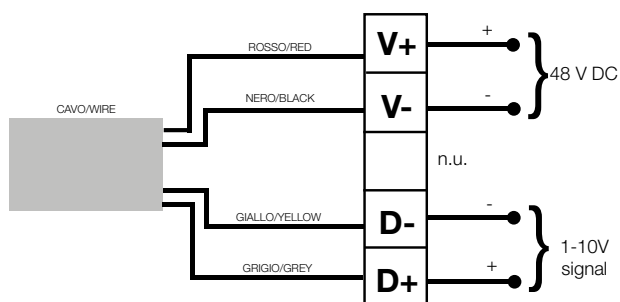 ROSSO/RED
V+
+
48 V DC
CAVO/WIRE
NERO/BLACK
V-
-
n.u.
GIALLO/YELLOW
D-
-
1-10V
signal
GRIGIO/GREY
D+
+